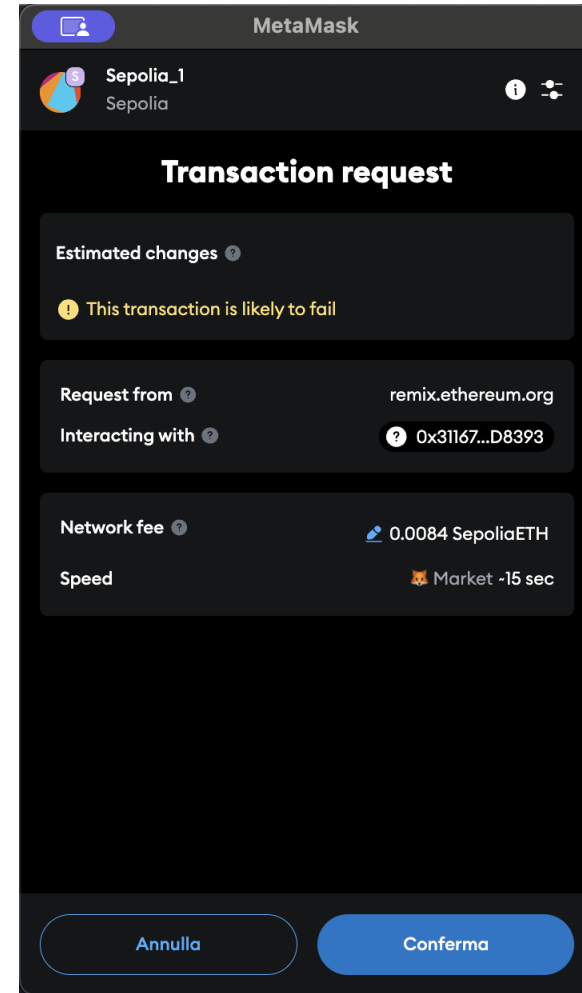 MetaMask
S
Sepolia_1
Sepolia
Transaction request
Estimated changes
This transaction is likely to fail
Request from remix.ethereum.org
Interacting with 0x31167...D8393
Network fee 0.0084 SepoliaETH
Speed Market ~15 sec
Annulla Conferma